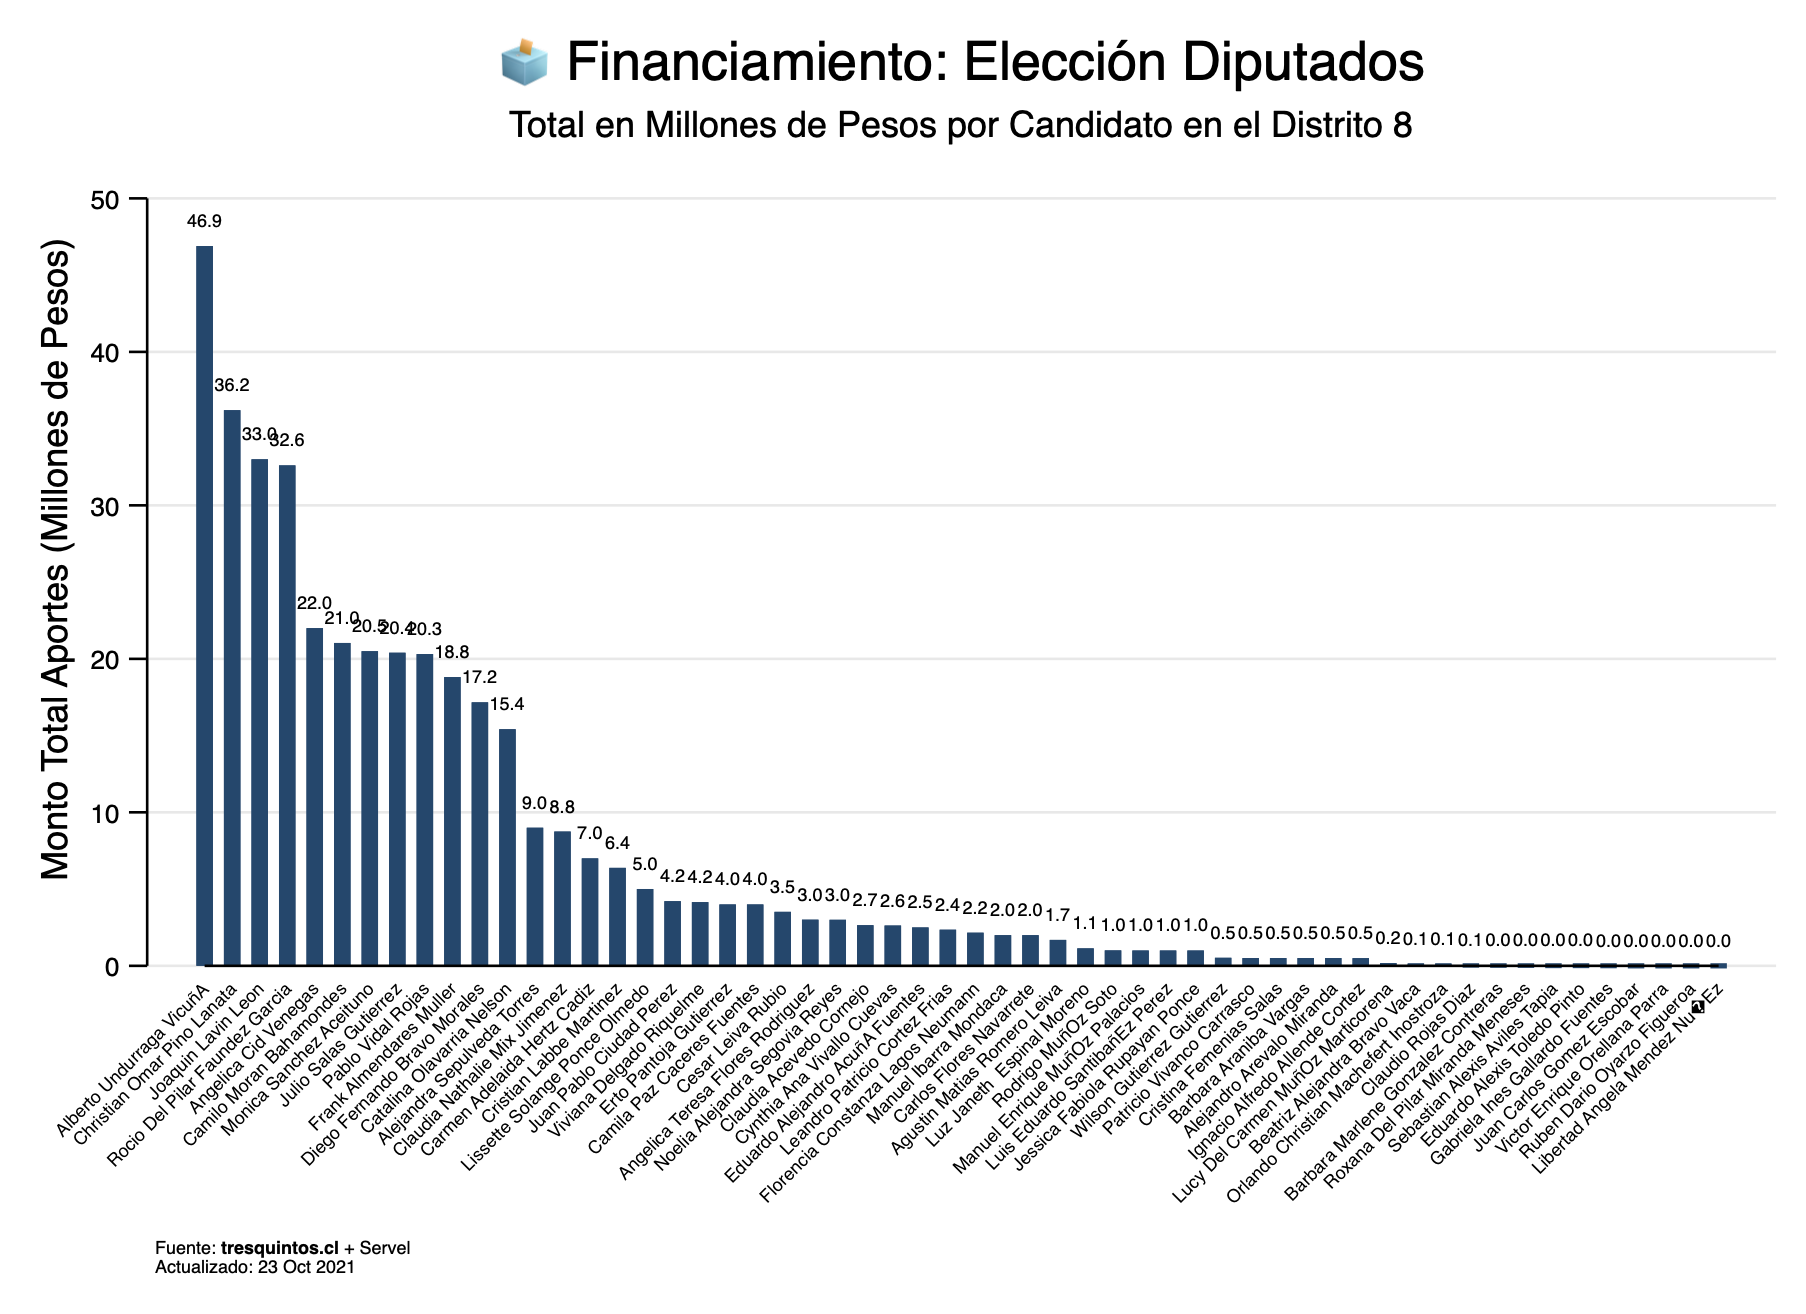 Financiamiento: Elección Diputados
Total en Millones de Pesos por Candidato en el Distrito 8
Monto Total Aportes (Millones de Pesos)
50
40
30
20
10
0
46.9
36.2
33.0
32.6
22.0
21.0
20.5
20.4
20.3
18.8
17.2
15.4
9.0
8.8
7.0
6.4
5.0
4.2
4.2
4.0
4.0
3.5
3.0
3.0
2.7
2.6
2.5
2.4
2.2
2.0
2.0
1.7
1.1
1.0
1.0
1.0
1.0
0.5
0.5
0.5
0.5
0.5
0.5
0.2
0.1
0.1
0.1
0.0
0.0
0.0
0.0
0.0
0.0
0.0
0.0
0.0
Alberto Undurraga VicuñA
Christian Omar Pino Lanata
Joaquin Lavin Leon
Rocio Del Pilar Faundez Garcia
Angelica Cid Venegas
Camilo Moran Bahamondes
Monica Sanchez Aceituno
Julio Salas Gutierrez
Pablo Vidal Rojas
Frank Almendares Muller
Diego Fernando Bravo Morales
Catalina Olavarria Nelson
Alejandra Sepulveda Torres
Claudia Nathalie Mix Jimenez
Carmen Adelaida Hertz Cadiz
Cristian Labbe Martinez
Lissette Solange Ponce Olmedo
Juan Pablo Ciudad Perez
Viviana Delgado Riquelme
Erto Pantoja Gutierrez
Camila Paz Caceres Fuentes
Cesar Leiva Rubio
Angelica Teresa Flores Rodriguez
Noelia Alejandra Segovia Reyes
Claudia Acevedo Cornejo
Cynthia Ana Vivallo Cuevas
Eduardo Alejandro AcuñA Fuentes
Leandro Patricio Cortez Frias
Florencia Constanza Lagos Neumann
Manuel Ibarra Mondaca
Carlos Flores Navarrete
Agustin Matias Romero Leiva
Luz Janeth Espinal Moreno
Rodrigo MuñOz Soto
Manuel Enrique MuñOz Palacios
Luis Eduardo SantibañEz Perez
Jessica Fabiola Rupayan Ponce
Wilson Gutierrez Gutierrez
Patricio Vivanco Carrasco
Cristina Femenias Salas
Barbara Araniba Vargas
Alejandro Arevalo Miranda
Ignacio Alfredo Allende Cortez
Lucy Del Carmen MuñOz Marticorena
Beatriz Alejandra Bravo Vaca
Orlando Christian Machefert Inostroza
Claudio Rojas Diaz
Barbara Marlene Gonzalez Contreras
Roxana Del Pilar Miranda Meneses
Sebastian Alexis Aviles Tapia
Eduardo Alexis Toledo Pinto
Gabriela Ines Gallardo Fuentes
Juan Carlos Gomez Escobar
Victor Enrique Orellana Parra
Ruben Dario Oyarzo Figueroa
Libertad Angela Mendez Nu�Ez
Fuente: tresquintos.cl + Servel
Actualizado: 23 Oct 2021